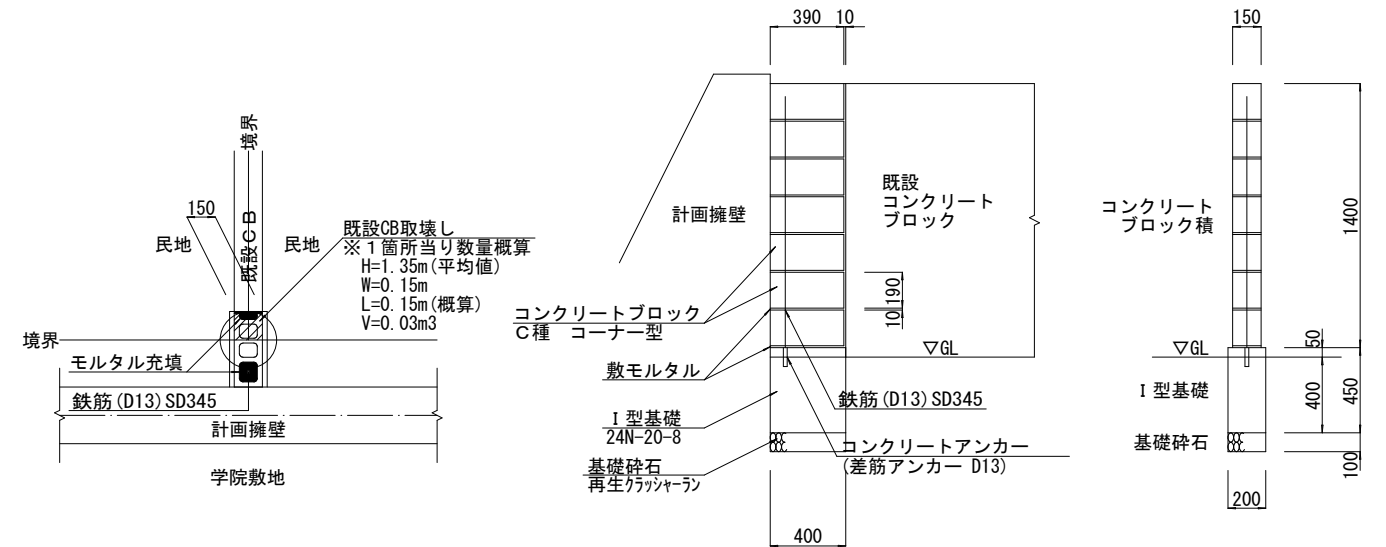 境界
150
既設CB
民地
民地
既設CB取壊し
※１箇所当り数量概算
H=1.35m(平均値)
W=0.15m
L=0.15m(概算)
V=0.03m3
境界
モルタル充填
鉄筋(D13)SD345
計画擁壁
学院敷地
390
10
計画擁壁
既設
コンクリート
ブロック
190
10
コンクリートブロック
Ｃ種　コーナー型
▽GL
敷モルタル
鉄筋(D13)SD345
Ｉ型基礎
24N-20-8
コンクリートアンカー
(差筋アンカー D13)
基礎砕石
再生クラッシャーラン
400
150
コンクリート
ブロック積
1400
▽GL
50
Ｉ型基礎
400
450
基礎砕石
100
200